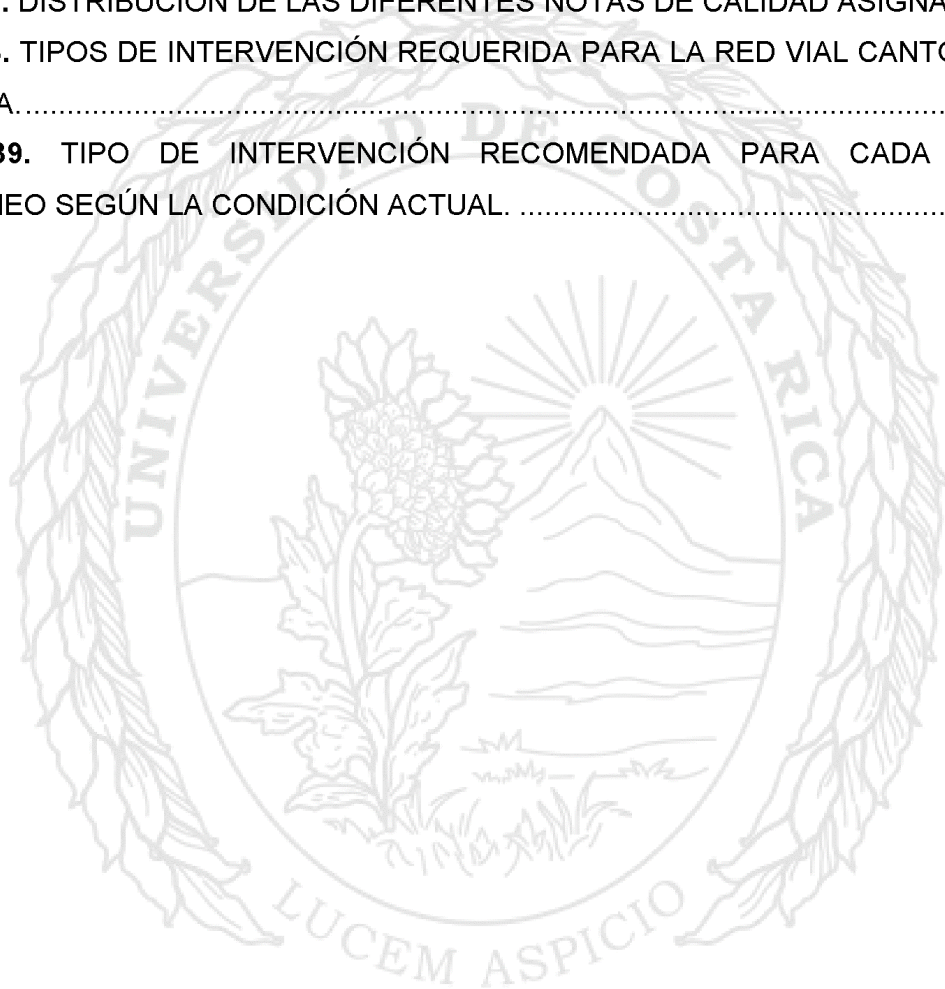 . DISTRIBUCIÓN DE LAS DIFERENTES NOTAS DE CALIDAD ASIGNA
. TIPOS DE INTERVENCIÓN REQUERIDA PARA LA RED VIAL CANTO
A.....................................................................................................
39. TIPO DE INTERVENCIÓN RECOMENDADA PARA CADA
NEO SEGÚN LA CONDICIÓN ACTUAL. ..............................................
UNIVERSIDAD DE COSTA RICA
LUCEM ASPICIO